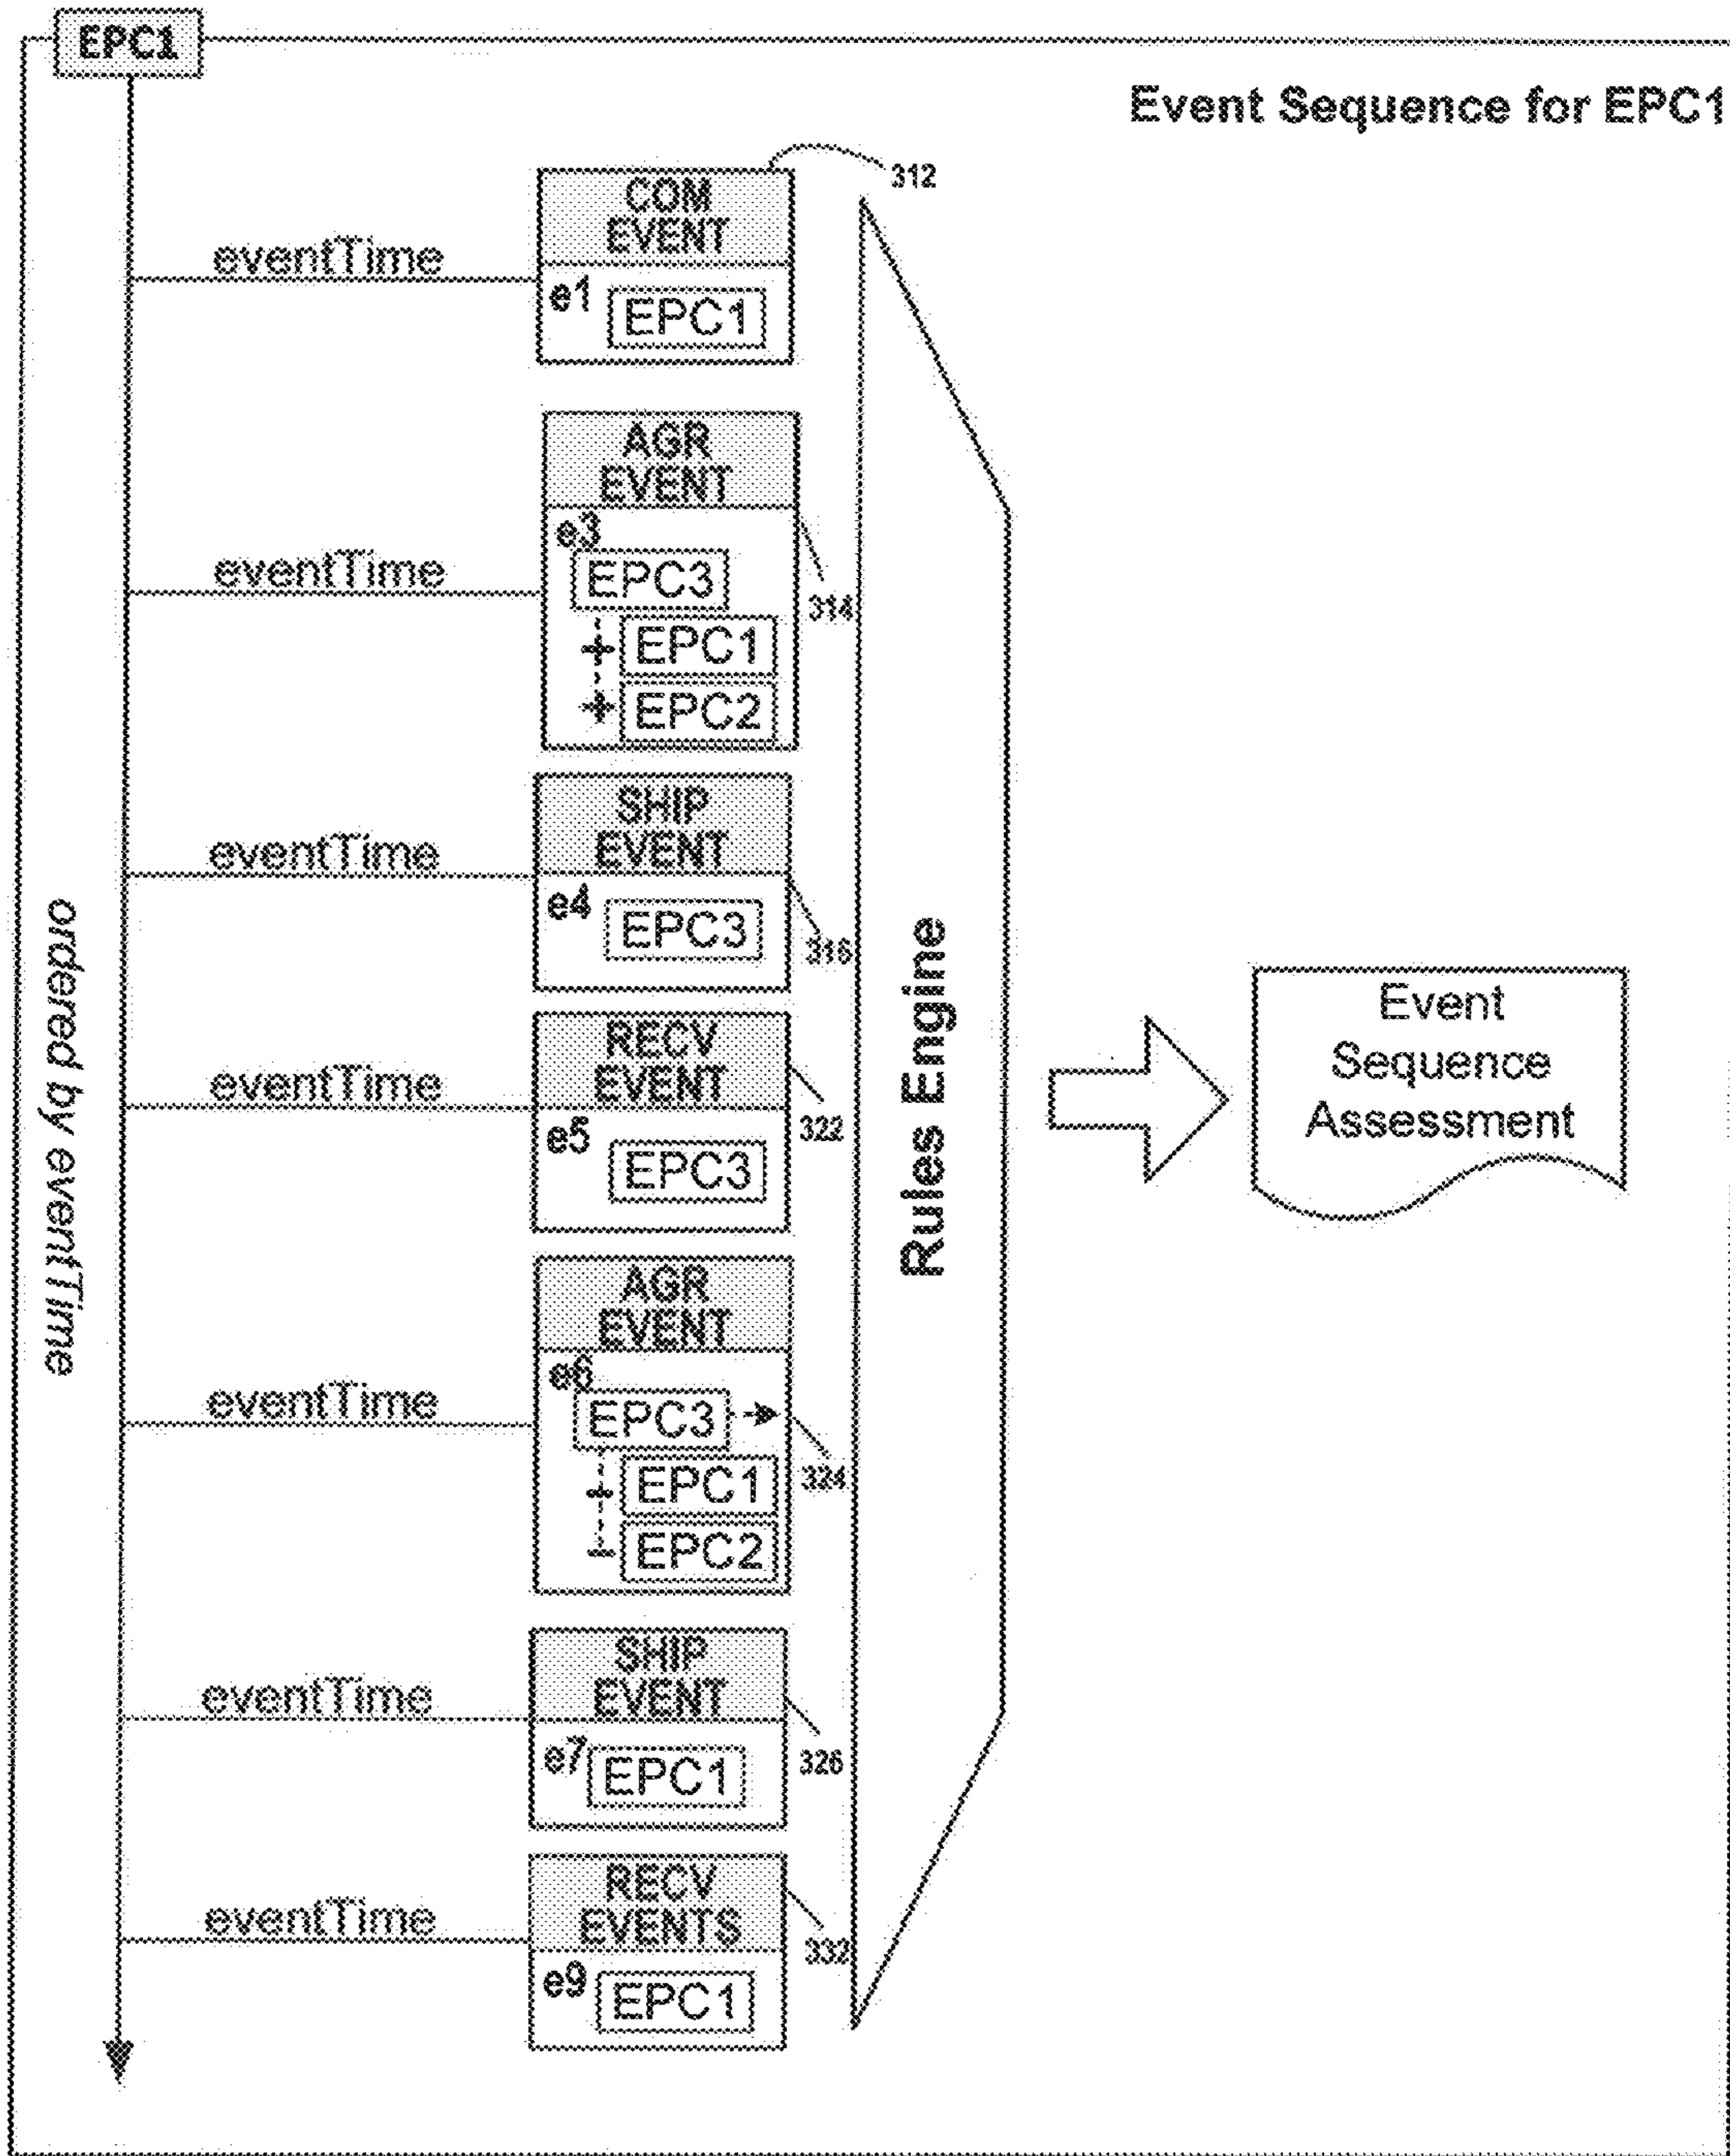 EPC1
Event Sequence for EPC1
312
COM
EVENT
eventTime
e1
EPC1
AGR
EVENT
eventTime
e3
EPC3
314
+ EPC1
+ EPC2
SHIP
EVENT
eventTime
e4
EPC3
316
RECV
EVENT
eventTime
322
e5
EPC3
AGR
EVENT
eventTime
e6
EPC3
324
EPC1
EPC2
SHIP
EVENT
eventTime
326
e7
EPC1
RECV
EVENTS
eventTime
332
e9
EPC1
ordered by eventTime
Rules Engine
Event
Sequence
Assessment